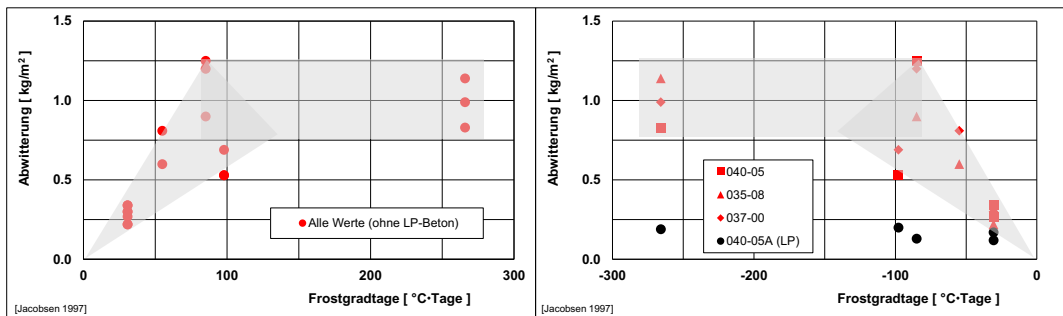 1.5
1.0
0.5
0.0
Abwitterung [ kg/m² ]
Alle Werte (ohne LP-Beton)
0
100
200
300
Frostgradtage [ °C·Tage ]
[Jacobsen 1997]
1.5
1.0
0.5
0.0
Abwitterung [ kg/m² ]
040-05
035-08
037-00
040-05A (LP)
-300
-200
-100
0
Frostgradtage [ °C·Tage ]
[Jacobsen 1997]